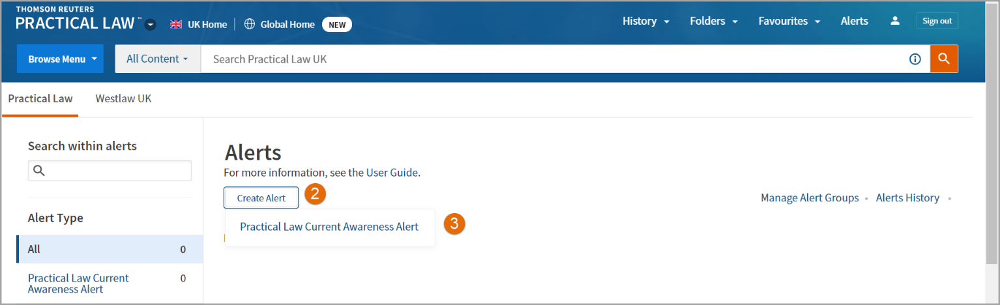 THOMSON REUTERS
PRACTICAL LAW™
UK Home
Global Home
NEW
History
Folders
Favourites
Alerts
Sign out
Browse Menu
All Content
Search Practical Law UK
Practical Law
Westlaw UK
Search within alerts
Alert Type
All 0
Practical Law Current 0
Awareness Alert
Alerts
For more information, see the User Guide.
Create Alert
2
Manage Alert Groups • Alerts History •
Practical Law Current Awareness Alert
3